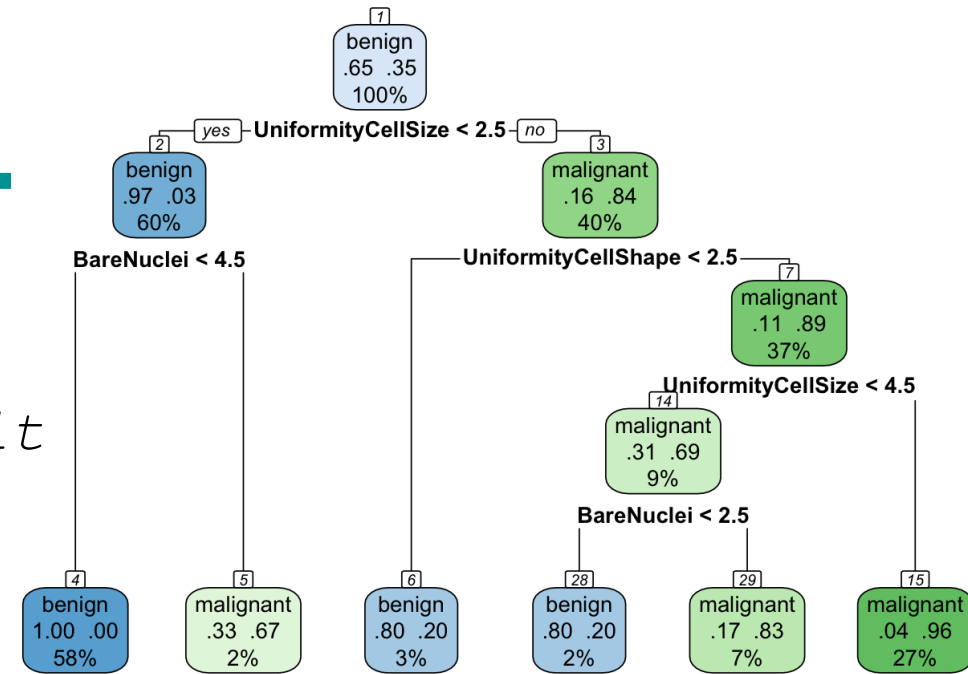 1
benign
.65 .35
100%
yes UniformityCellSize < 2.5 no
2
benign
.97 .03
60%
3
malignant
.16 .84
40%
BareNuclei < 4.5
UniformityCellShape < 2.5
7
malignant
.11 .89
37%
UniformityCellSize < 4.5
14
malignant
.31 .69
9%
BareNuclei < 2.5
4
benign
1.00 .00
58%
5
malignant
.33 .67
2%
6
benign
.80 .20
3%
28
benign
.80 .20
2%
29
malignant
.17 .83
7%
15
malignant
.04 .96
27%